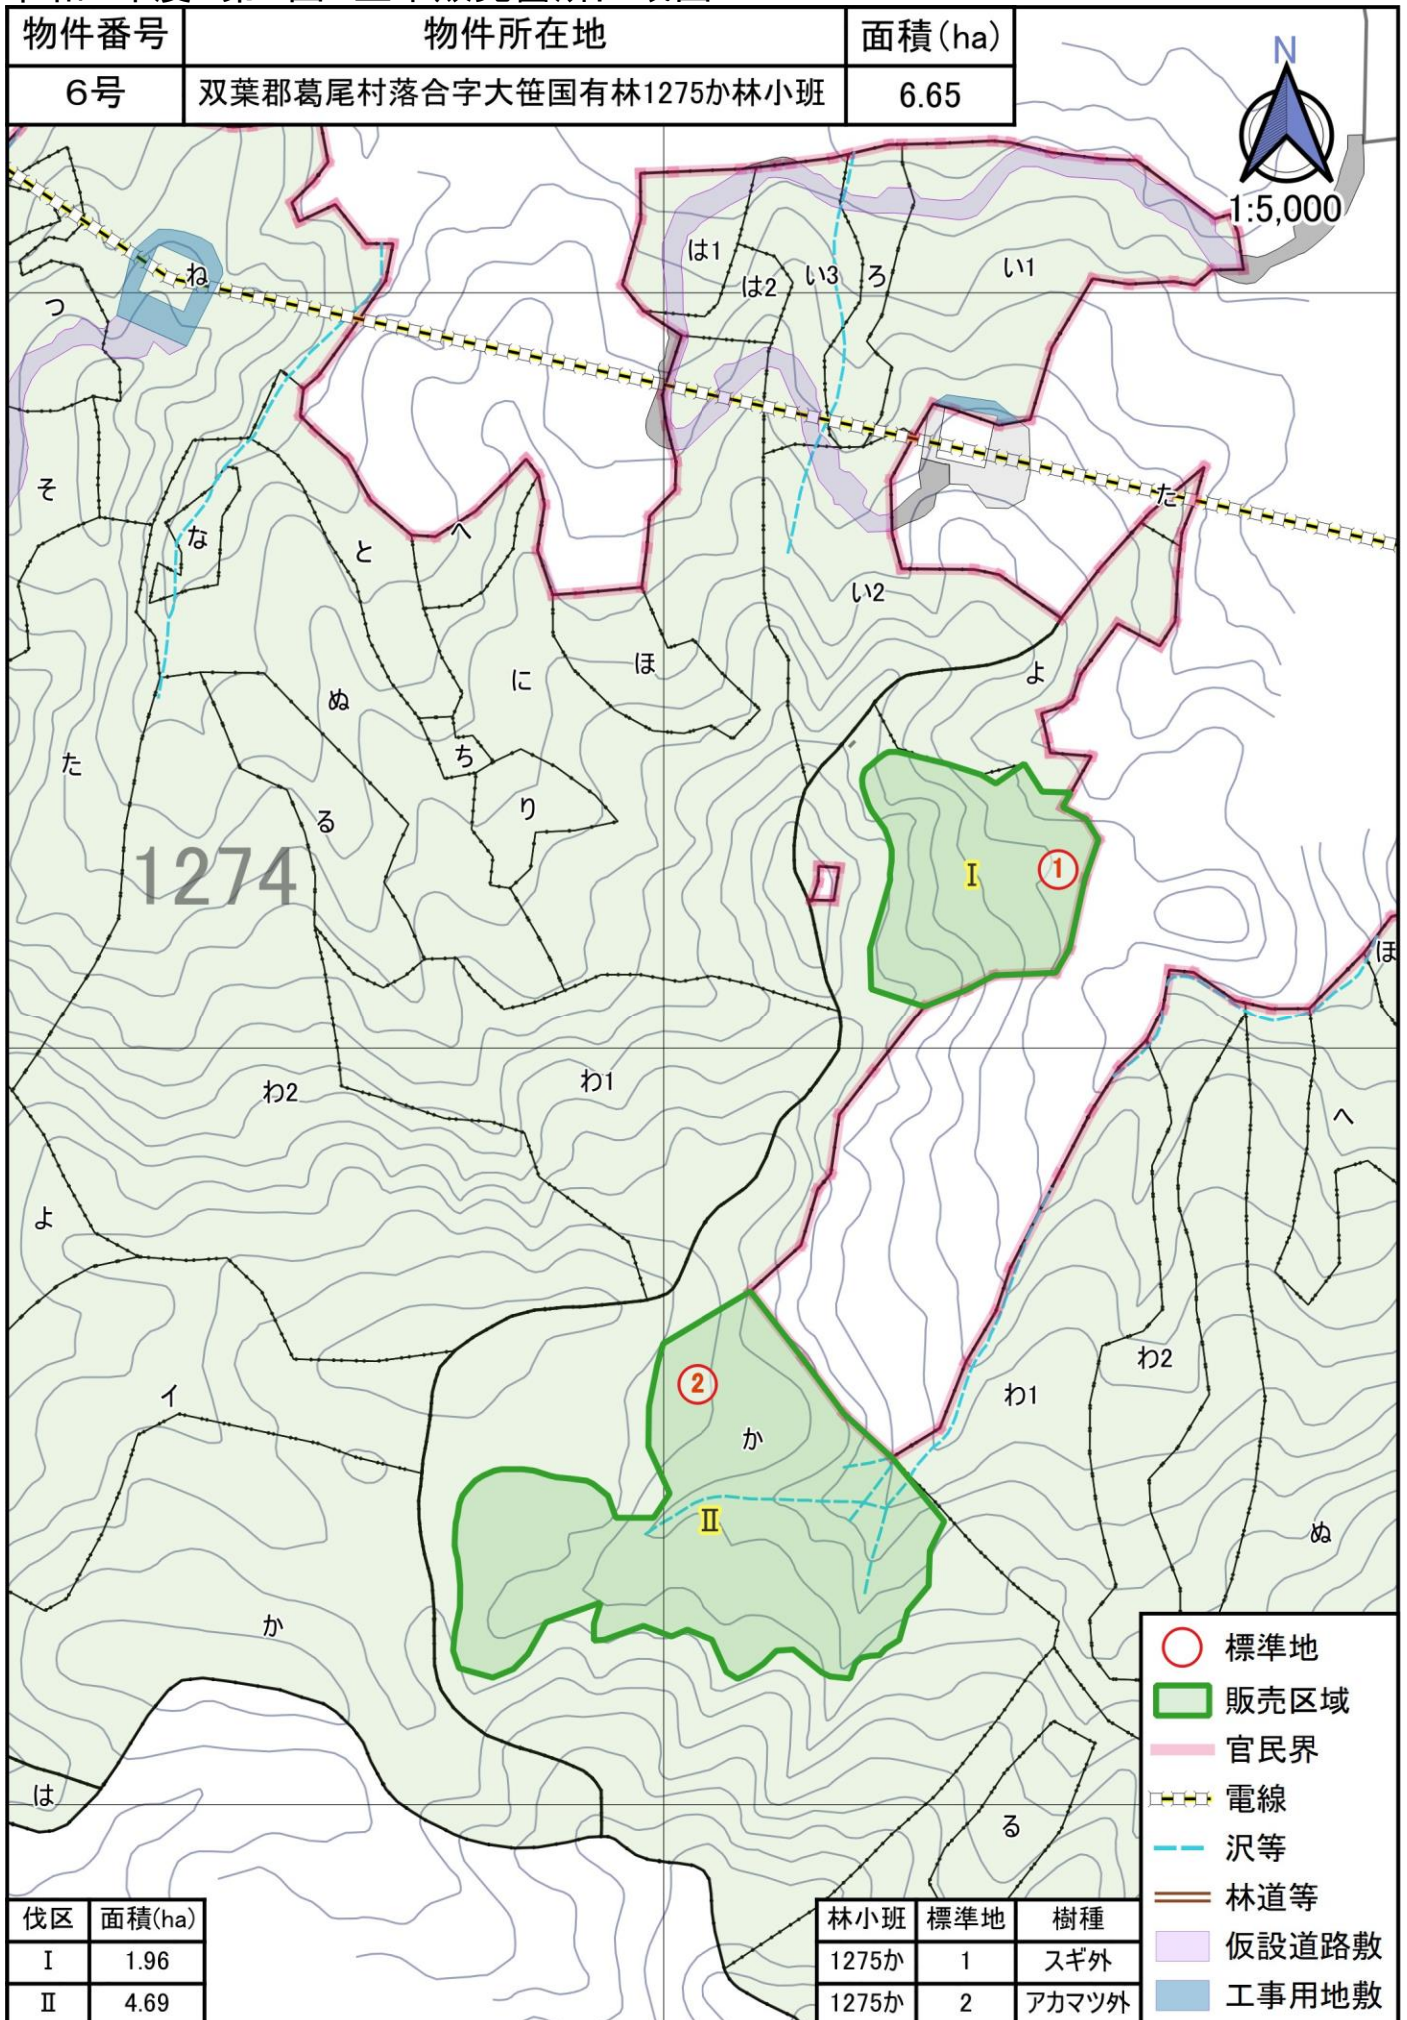 物件番号 物件所在地 面積(ha)
6号 双葉郡葛尾村落合字大笹国有林1275か林小班 6.65
N
1:5,000
は1
い3
ろ
い1
ね
は2
つ
そ
た
な
と
へ
い2
ほ
に
よ
ぬ
ち
た
り
る
1274
I
1
ほ
わ2
わ1
へ
よ
わ2
わ1
イ
2
か
II
ぬ
か
は
る
標準地
販売区域
官民界
電線
沢等
林道等
仮設道路敷
工事用地敷
伐区 面積(ha)
I 1.96
II 4.69
林小班 標準地 樹種
1275か 1 スギ外
1275か 2 アカマツ外